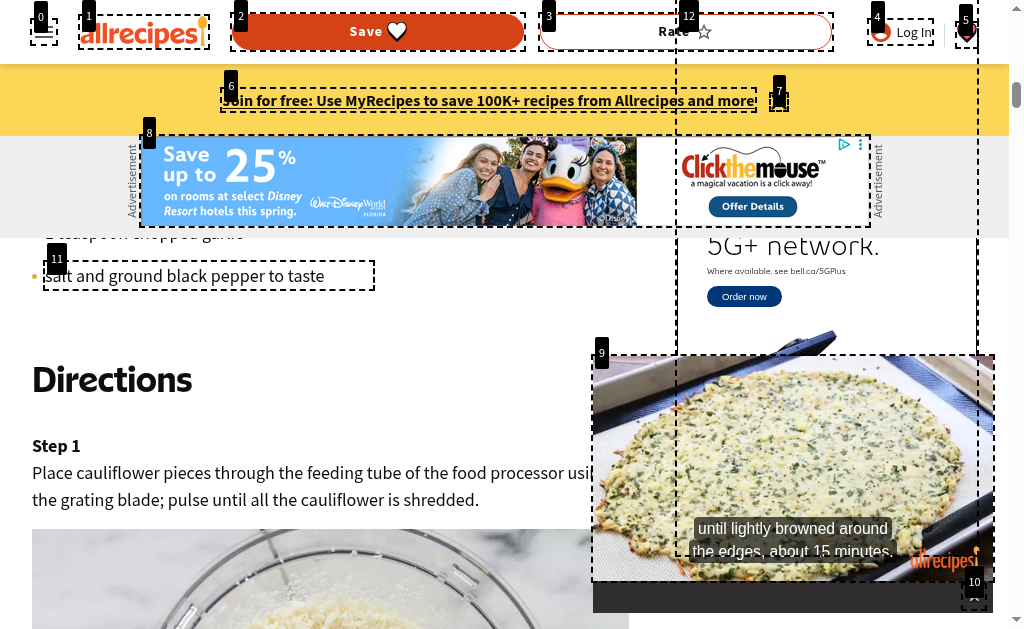 0
1
2
3
12
4
5
allrecipes
Save
Rate
Log In
6
7
Join for free: Use MyRecipes to save 100K+ recipes from Allrecipes and more
8
Advertisement
Save
up to 25%
on rooms at select Disney
Resort hotels this spring.
Walt Disney World
FLORIDA
©Disney
Clickthemouse™
a magical vacation is a click away!
Offer Details
Advertisement
1 teaspoon chopped garlic
11
salt and ground black pepper to taste
5G+ network.
Where available. see bell.ca/5GPlus
Order now
Directions
Step 1
Place cauliflower pieces through the feeding tube of the food processor usi
the grating blade; pulse until all the cauliflower is shredded.
9
until lightly browned around
the edges, about 15 minutes.
allrecipes
10